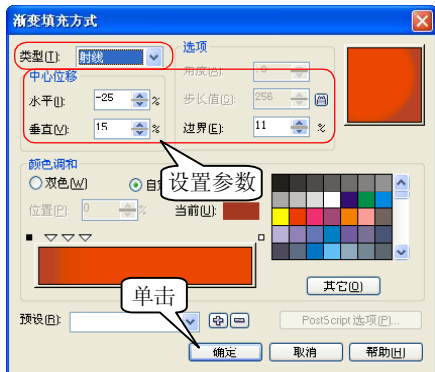 渐变填充方式
类型(T): 射线
选项
角度(A): .0
中心位移
水平(I): -25 %
步长值(S): 256
垂直(V): 15 %
边界(E): 11 %
设置参数
颜色调和
双色(W)
自
位置(P): 0 %
当前(U):
单击
其它(O)
预设(R):
PostScript 选项(P)...
确定
取消
帮助(H)